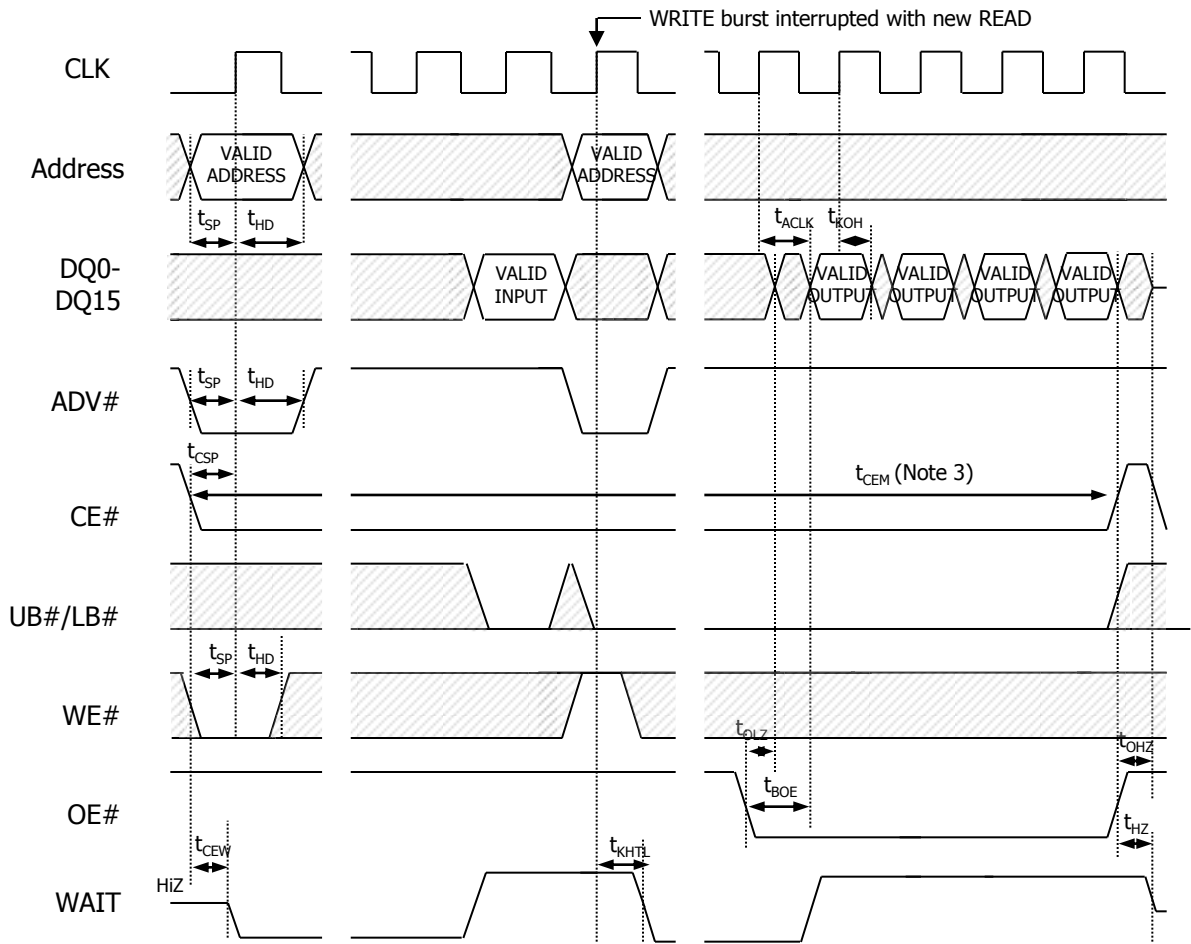 WRITE burst interrupted with new READ
CLK
Address
VALID
ADDRESS
VALID
ADDRESS
tSP
tHD
tACLK
tKOH
DQ0-
DQ15
VALID
INPUT
VALID
OUTPUT
VALID
OUTPUT
VALID
OUTPUT
VALID
OUTPUT
ADV#
tSP
tHD
tCSP
CE#
tCEM (Note 3)
UB#/LB#
tSP
tHD
WE#
tOLZ
tOHZ
OE#
tBOE
tHZ
tCEW
tKHTL
HiZ
WAIT